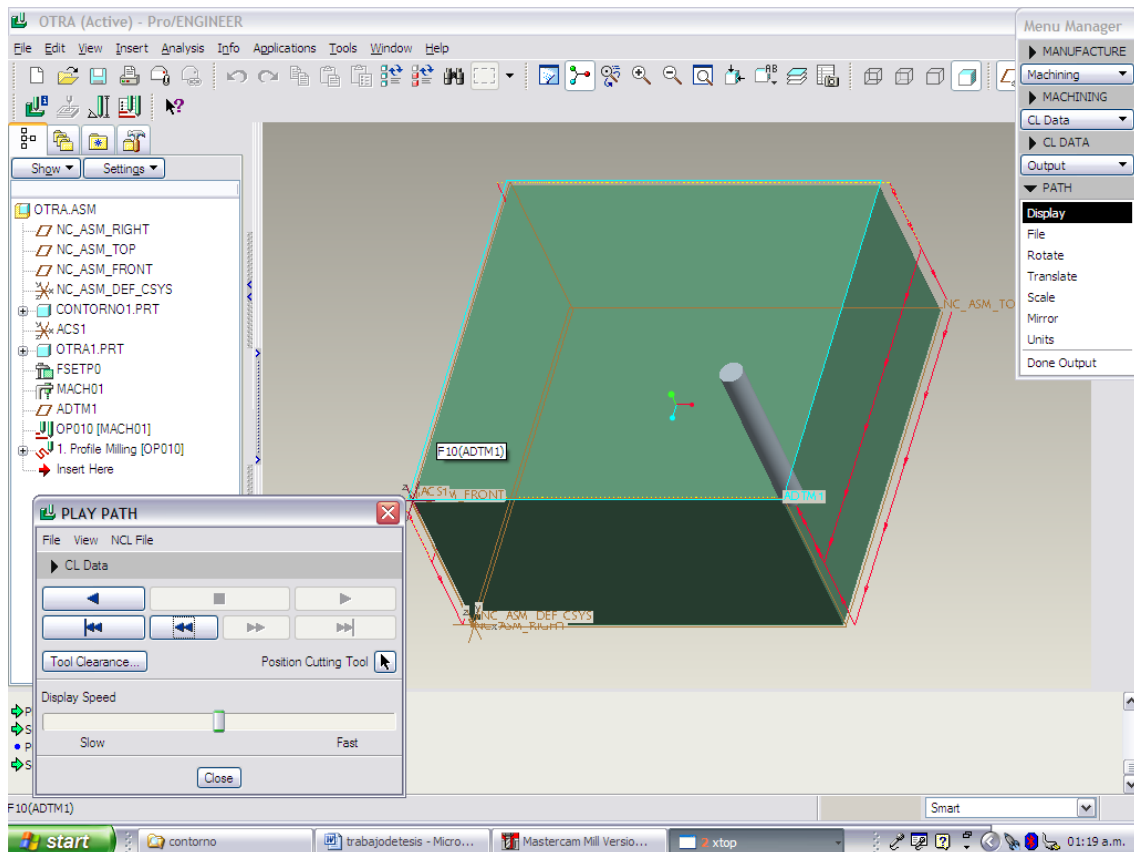 OTRA (Active) - Pro/ENGINEER
File Edit View Insert Analysis Info Applications Tools Window Help
Show Settings
OTRA.ASM
NC_ASM_RIGHT
NC_ASM_TOP
NC_ASM_FRONT
NC_ASM_DEF_CSYS
CONTORNO1.PRT
ACS1
OTRA1.PRT
FSETP0
MACH01
ADTM1
OP010 [MACH01]
1. Profile Milling [OP010]
Insert Here
NC_ASM_TO
F10(ADTM1)
ACS1
M_FRONT
ADTM1
NC_ASM_DEF_CSYS
Menu Manager
MANUFACTURE
Machining
MACHINING
CL Data
CL DATA
Output
PATH
Display
File
Rotate
Translate
Scale
Mirror
Units
Done Output
PLAY PATH
File View NCL File
CL Data
Tool Clearance...
Position Cutting Tool
Display Speed
Slow Fast
Close
F10(ADTM1)
Smart
start
contorno
trabajodetesis - Micro...
Mastercam Mill Versio...
2 xtop
01:19 a.m.